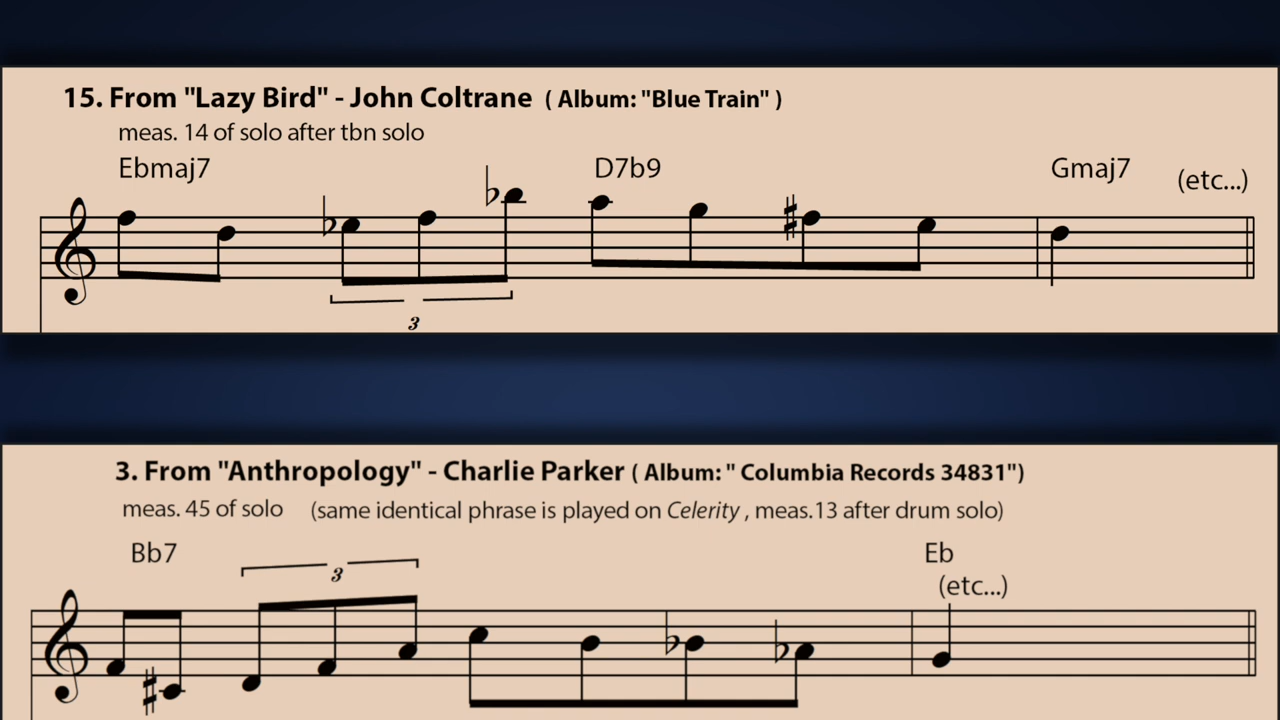 15. From "Lazy Bird" - John Coltrane ( Album: "Blue Train" )
meas. 14 of solo after tbn solo
Ebmaj7 D7b9 Gmaj7 (etc...)
3
3. From "Anthropology" - Charlie Parker ( Album: " Columbia Records 34831")
meas. 45 of solo (same identical phrase is played on Celerity , meas.13 after drum solo)
Bb7 Eb
3 (etc...)